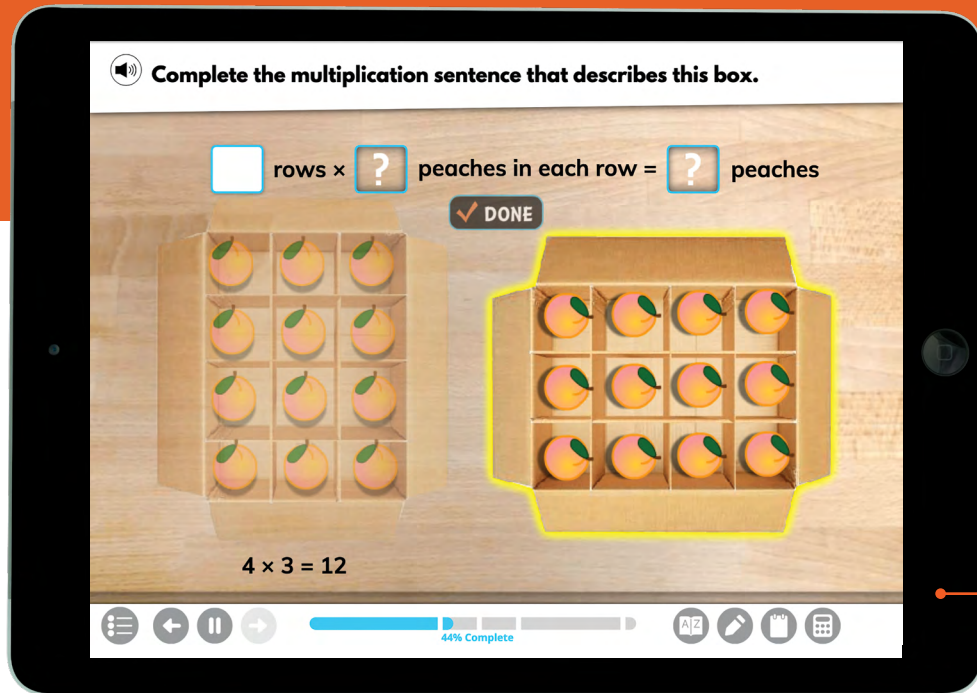 Complete the multiplication sentence that describes this box.
rows × ? peaches in each row = ? peaches
DONE
4 × 3 = 12
44% Complete
A Z